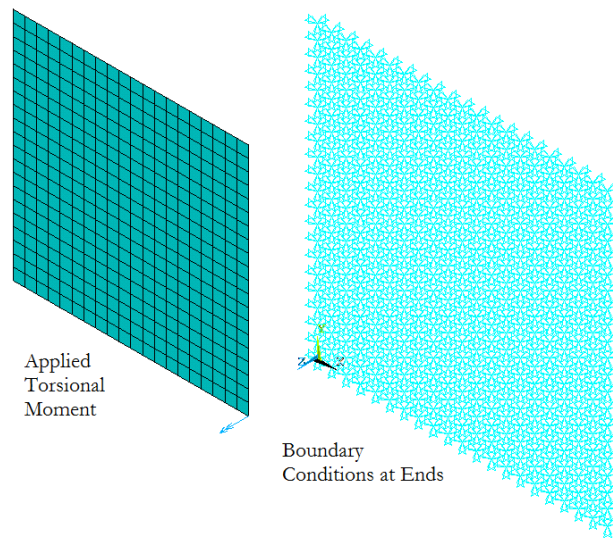 Applied
Torsional
Moment
Y
Z
X
Boundary
Conditions at Ends